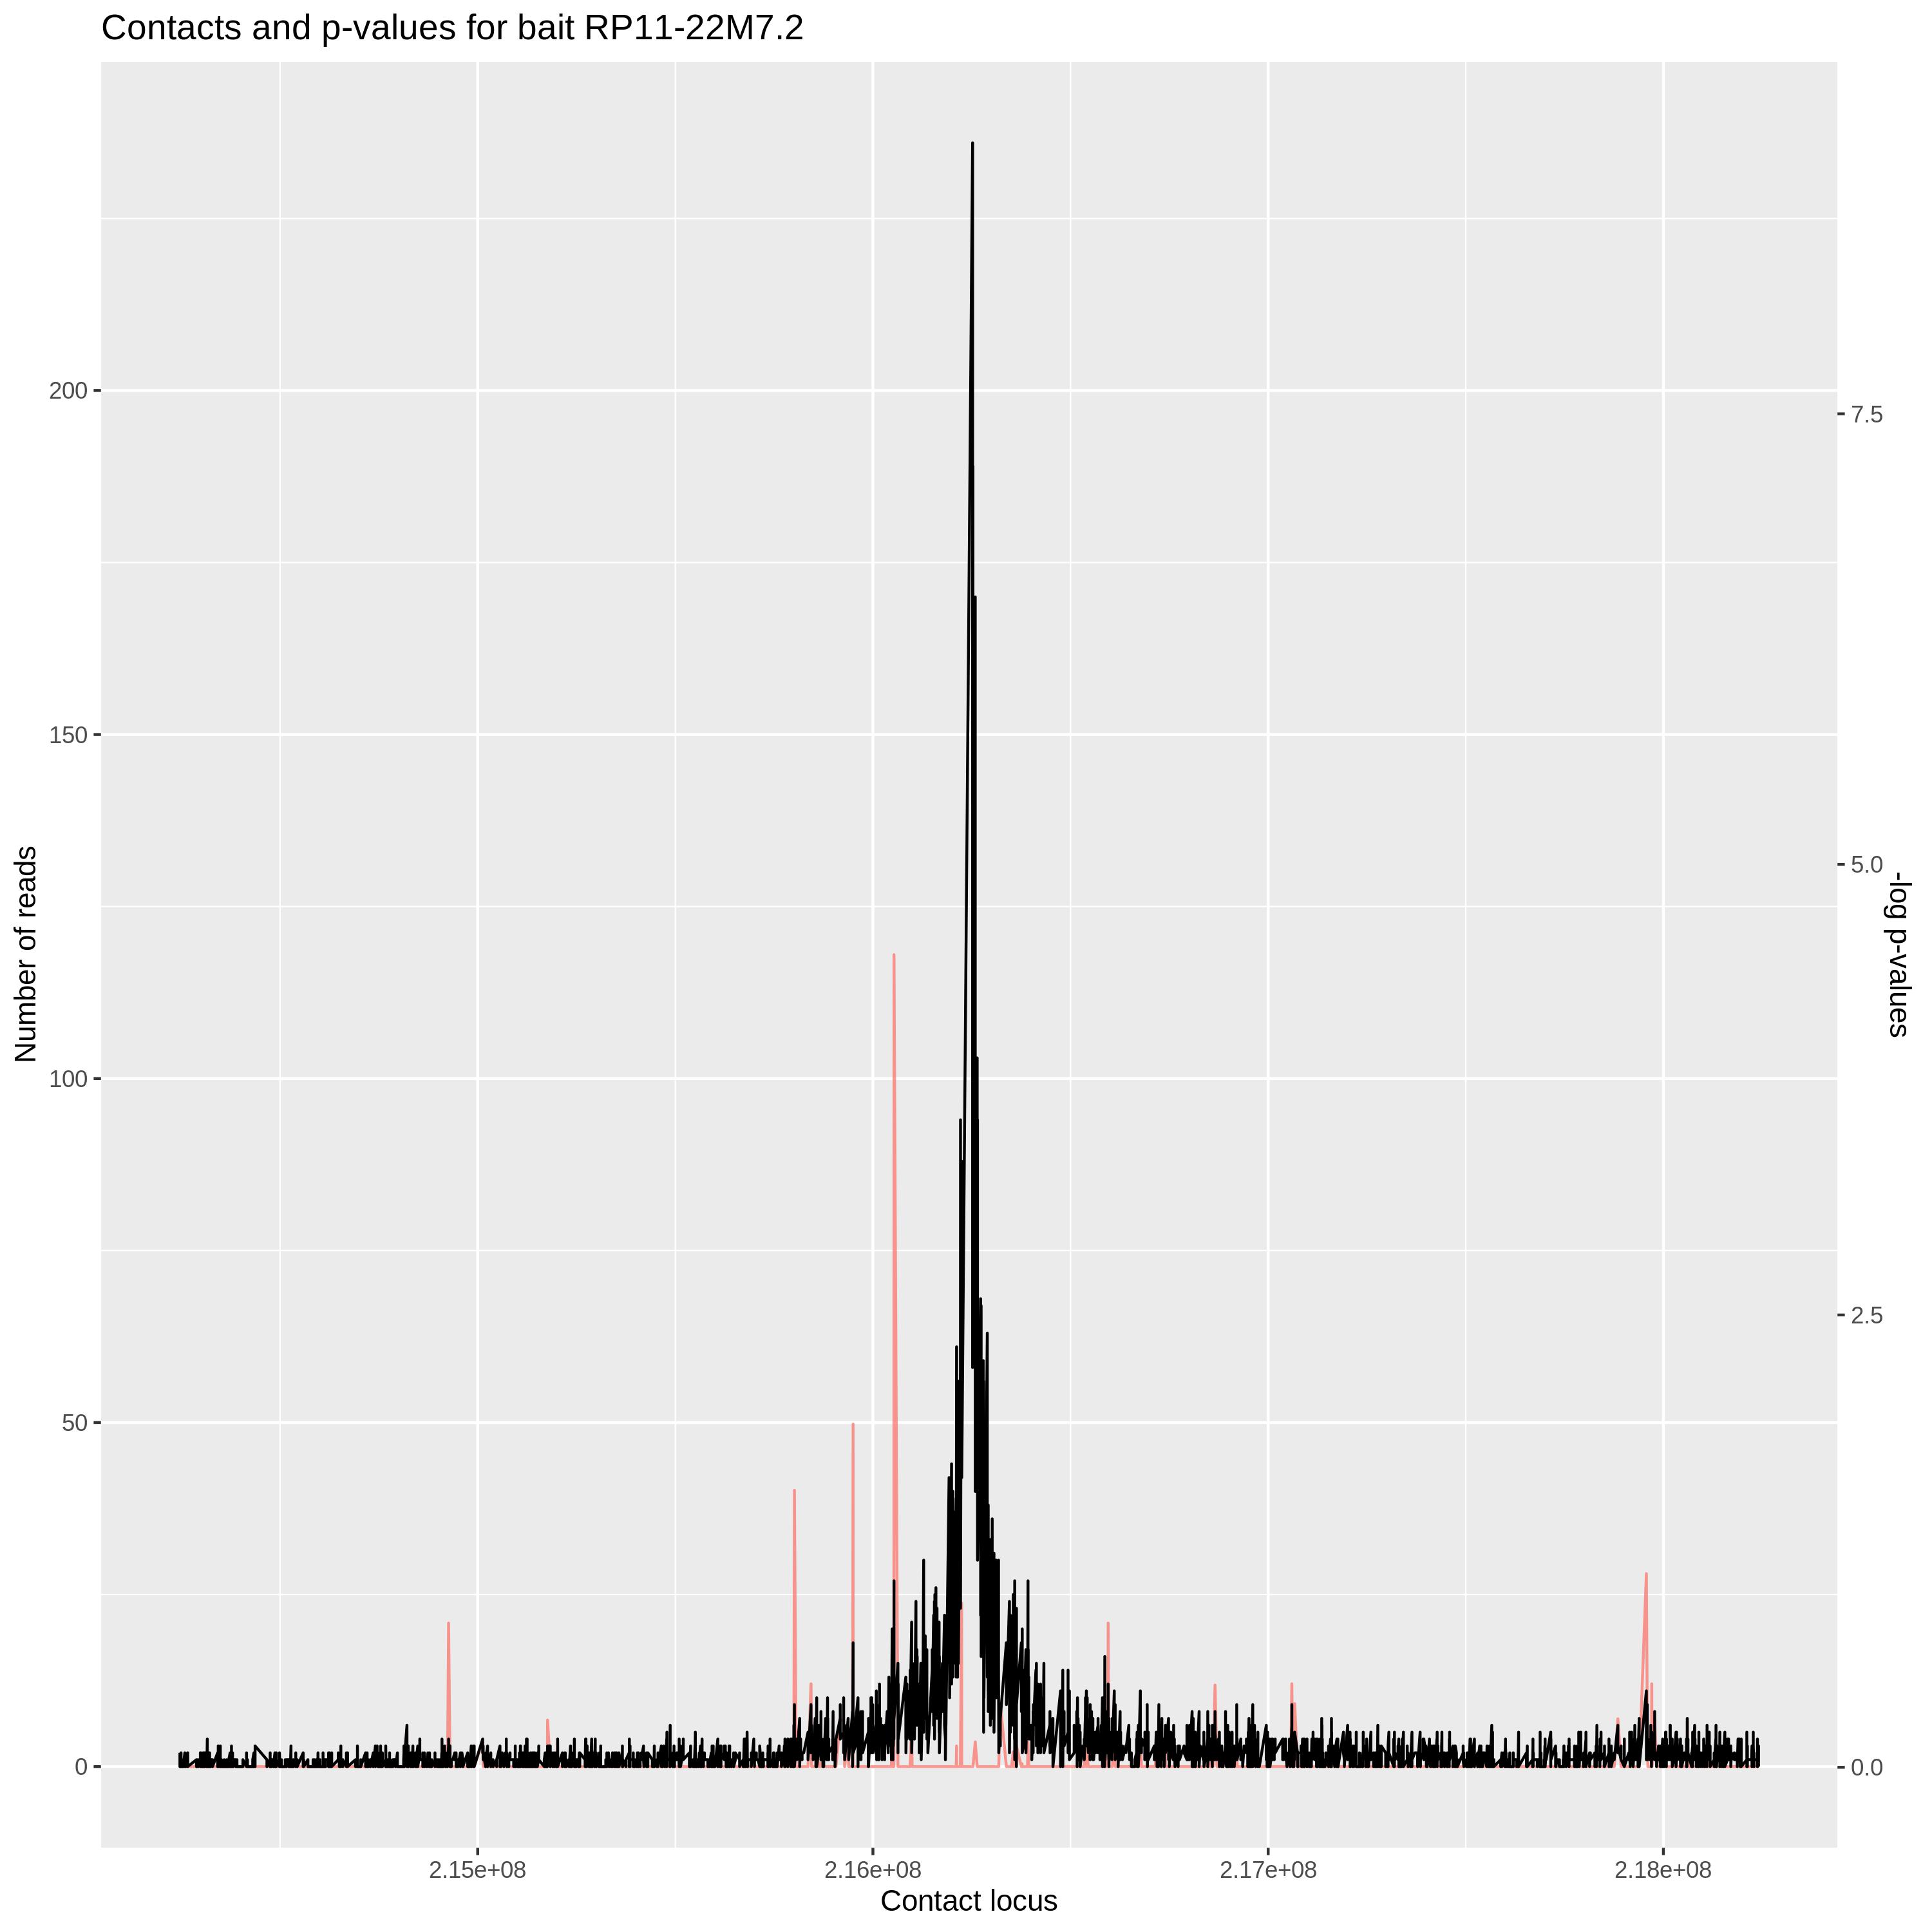 Contacts and p-values for bait RP11-22M7.2
Number of reads
200
150
100
50
0
7.5
5.0
2.5
0.0
-log p-values
2.15e+08
2.16e+08
2.17e+08
2.18e+08
Contact locus